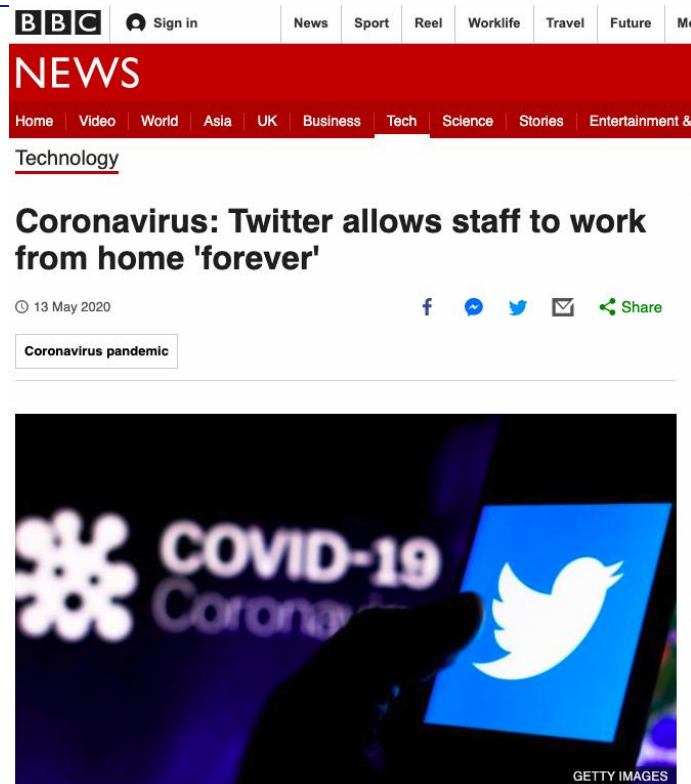 BBC Sign in News Sport Reel Worklife Travel Future
NEWS
Home Video World Asia UK Business Tech Science Stories Entertainment &
Technology
Coronavirus: Twitter allows staff to work
from home 'forever'
13 May 2020 Share
Coronavirus pandemic
COVID-19
GETTY IMAGES